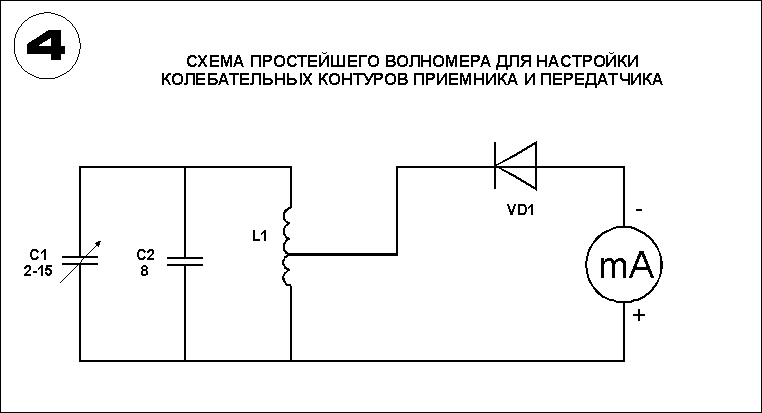 4
СХЕМА ПРОСТЕЙШЕГО ВОЛНОМЕРА ДЛЯ НАСТРОЙКИ
КОЛЕБАТЕЛЬНЫХ КОНТУРОВ ПРИЕМНИКА И ПЕРЕДАТЧИКА
VD1
-
L1
C1
2-15
C2
8
mA
+